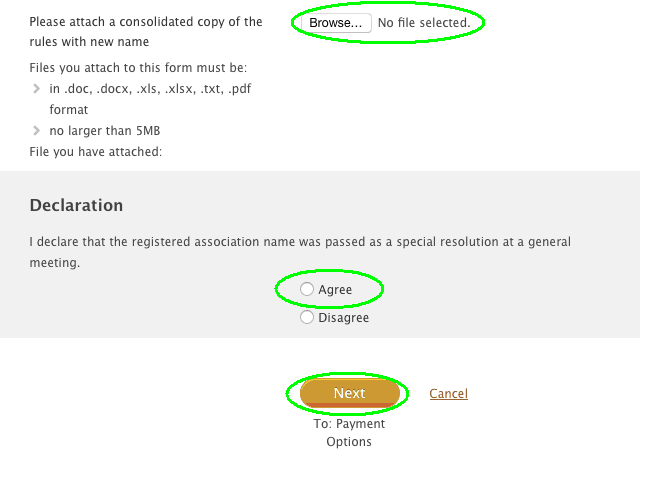 Please attach a consolidated copy of the
rules with new name
Browse... No file selected.
Files you attach to this form must be:
in .doc, .docx, .xls, .xlsx, .txt, .pdf
format
no larger than 5MB
File you have attached:
Declaration
I declare that the registered association name was passed as a special resolution at a general
meeting.
Agree
Disagree
Next Cancel
To: Payment
Options